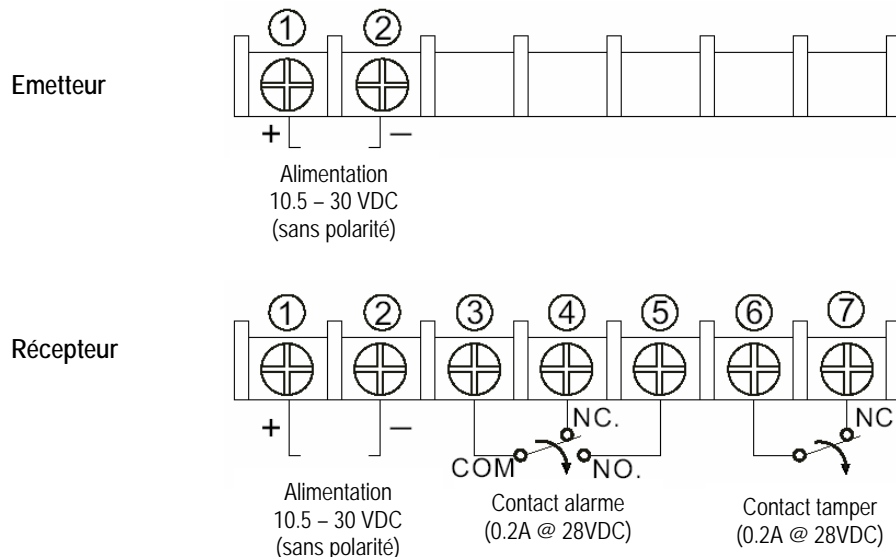 ① ②
Emetteur
+ −
Alimentation
10.5 – 30 VDC
(sans polarité)
① ② ③ ④ ⑤ ⑥ ⑦
Récepteur
+ −
NC. NC
COM NO.
Alimentation
10.5 – 30 VDC
(sans polarité)
Contact alarme
(0.2A @ 28VDC)
Contact tamper
(0.2A @ 28VDC)